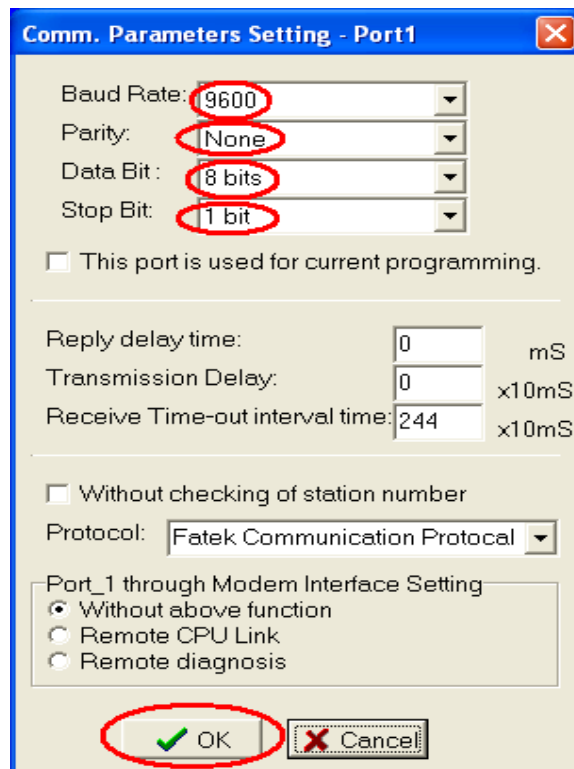 Comm. Parameters Setting - Port1
Baud Rate: 9600
Parity: None
Data Bit : 8 bits
Stop Bit: 1 bit
This port is used for current programming.
Reply delay time: 0 mS
Transmission Delay: 0 x10mS
Receive Time-out interval time: 244 x10mS
Without checking of station number
Protocol: Fatek Communication Protocal
Port_1 through Modem Interface Setting
Without above function
Remote CPU Link
Remote diagnosis
OK Cancel